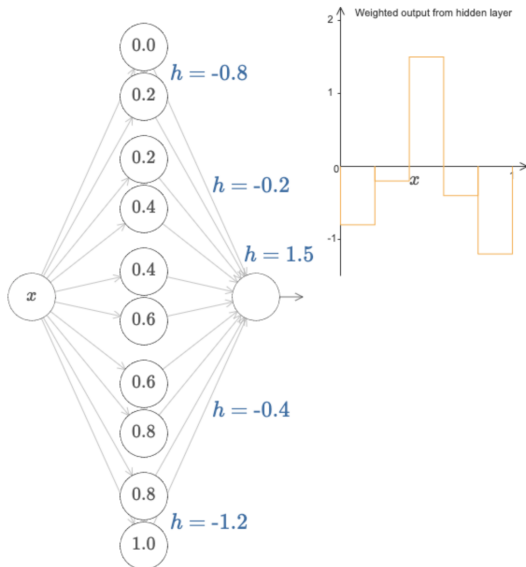 Weighted output from hidden layer
2
1
0
-1
x
1
0.0
h = -0.8
0.2
0.2
h = -0.2
0.4
h = 1.5
0.4
x
0.6
0.6
h = -0.4
0.8
0.8
h = -1.2
1.0